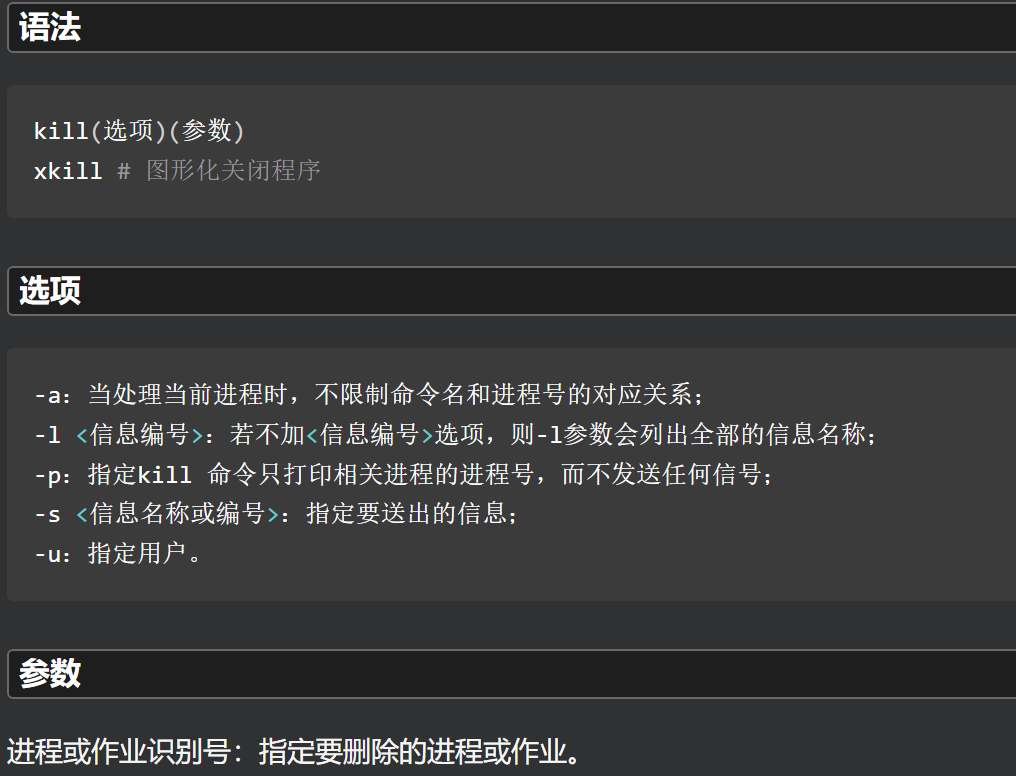 语法
kill(选项)(参数)
xkill # 图形化关闭程序
选项
-a：当处理当前进程时，不限制命令名和进程号的对应关系；
-l <信息编号>：若不加<信息编号>选项，则-l参数会列出全部的信息名称；
-p：指定kill 命令只打印相关进程的进程号，而不发送任何信号；
-s <信息名称或编号>：指定要送出的信息；
-u：指定用户。
参数
进程或作业识别号：指定要删除的进程或作业。